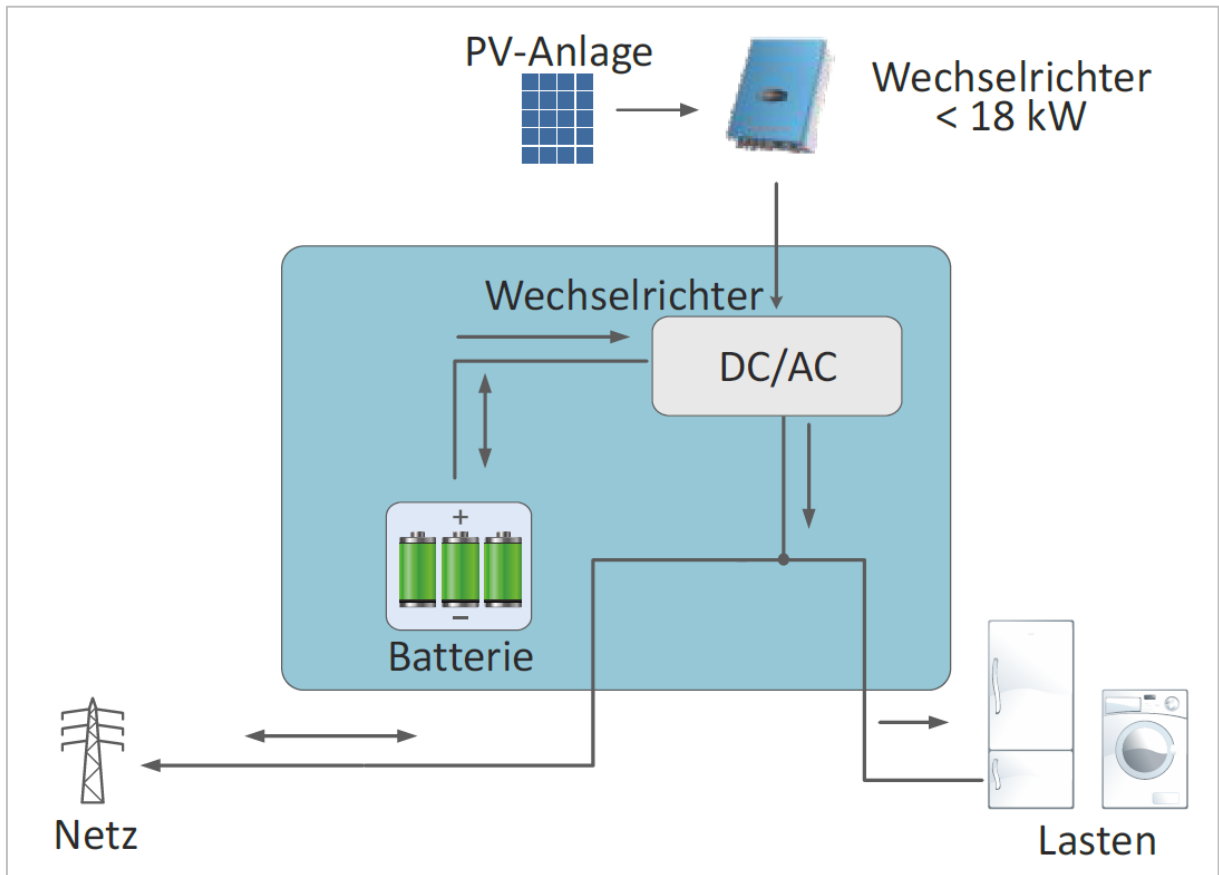 PV-Anlage
Wechselrichter
< 18 kW
Wechselrichter
DC/AC
+
−
Batterie
Netz
Lasten